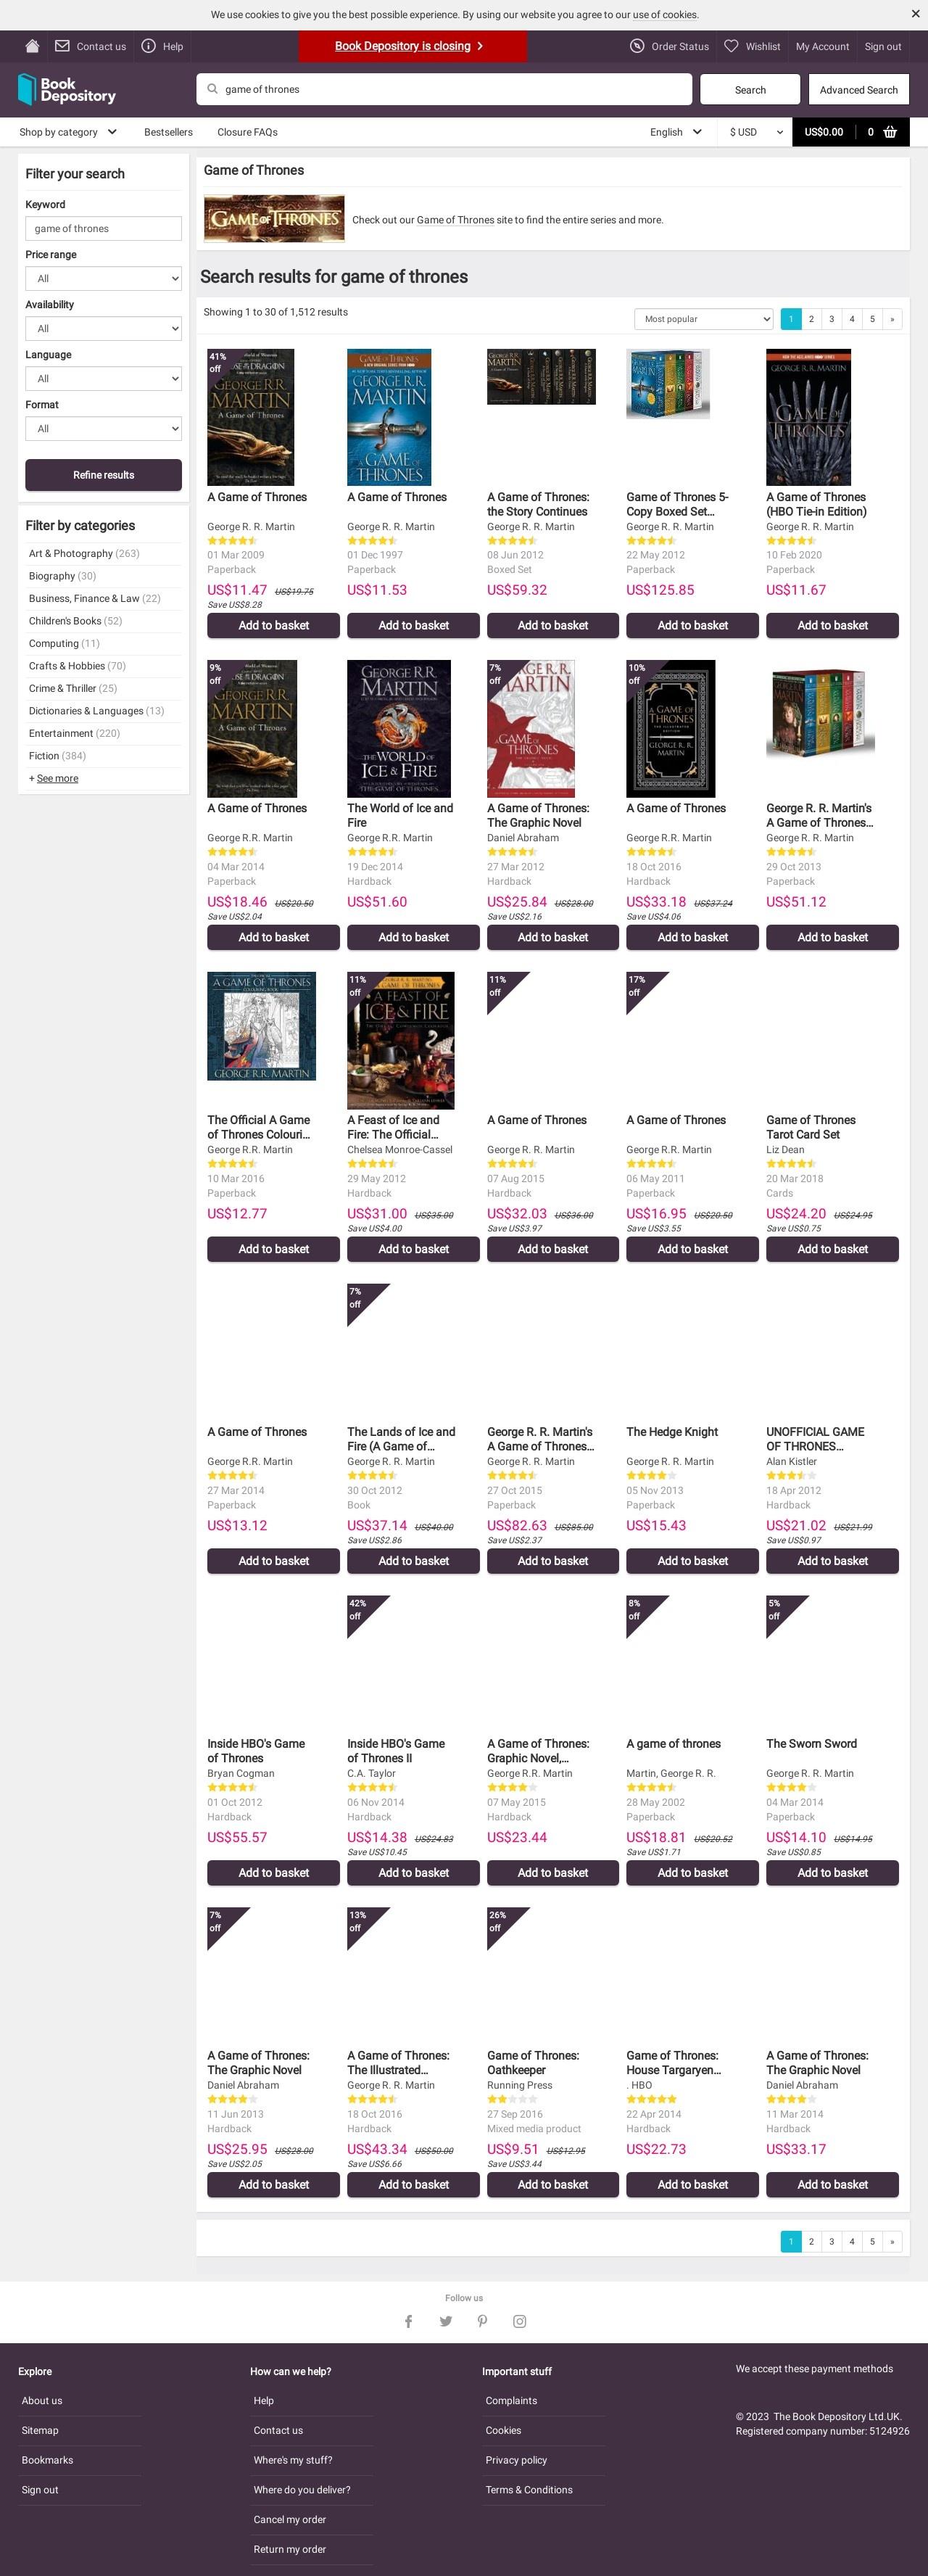 We use cookies to give you the best possible experience. By using our website you agree to our use of cookies.
Contact us
Help
Book Depository is closing
Order Status
Wishlist
My Account
Sign out
Book
Depository
game of thrones
Search
Advanced Search
Shop by category
Bestsellers
Closure FAQs
English
$ USD
US$0.00
0
Filter your search
Keyword
game of thrones
Price range
All
Availability
All
Language
All
Format
All
Refine results
Filter by categories
Art & Photography (263)
Biography (30)
Business, Finance & Law (22)
Children's Books (52)
Computing (11)
Crafts & Hobbies (70)
Crime & Thriller (25)
Dictionaries & Languages (13)
Entertainment (220)
Fiction (384)
+ See more
Game of Thrones
GAME OF THRONES
Check out our Game of Thrones site to find the entire series and more.
Search results for game of thrones
Showing 1 to 30 of 1,512 results
Most popular
1 2 3 4 5 »
41%
off
A Game of Thrones
George R. R. Martin
01 Mar 2009
Paperback
US$11.47 US$19.75
Save US$8.28
Add to basket
A Game of Thrones
George R. R. Martin
01 Dec 1997
Paperback
US$11.53
Add to basket
A Game of Thrones:
the Story Continues
George R. R. Martin
08 Jun 2012
Boxed Set
US$59.32
Add to basket
Game of Thrones 5-
Copy Boxed Set...
George R. R. Martin
22 May 2012
Paperback
US$125.85
Add to basket
A Game of Thrones
(HBO Tie-in Edition)
George R. R. Martin
10 Feb 2020
Paperback
US$11.67
Add to basket
9%
off
A Game of Thrones
George R.R. Martin
04 Mar 2014
Paperback
US$18.46 US$20.50
Save US$2.04
Add to basket
The World of Ice and
Fire
George R.R. Martin
19 Dec 2014
Hardback
US$51.60
Add to basket
7%
off
A Game of Thrones:
The Graphic Novel
Daniel Abraham
27 Mar 2012
Hardback
US$25.84 US$28.00
Save US$2.16
Add to basket
10%
off
A Game of Thrones
George R.R. Martin
18 Oct 2016
Hardback
US$33.18 US$37.24
Save US$4.06
Add to basket
George R. R. Martin's
A Game of Thrones...
George R. R. Martin
29 Oct 2013
Paperback
US$51.12
Add to basket
The Official A Game
of Thrones Colouri...
George R.R. Martin
10 Mar 2016
Paperback
US$12.77
Add to basket
11%
off
A Feast of Ice and
Fire: The Official...
Chelsea Monroe-Cassel
29 May 2012
Hardback
US$31.00 US$35.00
Save US$4.00
Add to basket
11%
off
A Game of Thrones
George R. R. Martin
07 Aug 2015
Hardback
US$32.03 US$36.00
Save US$3.97
Add to basket
17%
off
A Game of Thrones
George R.R. Martin
06 May 2011
Paperback
US$16.95 US$20.50
Save US$3.55
Add to basket
Game of Thrones
Tarot Card Set
Liz Dean
20 Mar 2018
Cards
US$24.20 US$24.95
Save US$0.75
Add to basket
A Game of Thrones
George R.R. Martin
27 Mar 2014
Paperback
US$13.12
Add to basket
7%
off
The Lands of Ice and
Fire (A Game of...
George R. R. Martin
30 Oct 2012
Book
US$37.14 US$40.00
Save US$2.86
Add to basket
George R. R. Martin's
A Game of Thrones...
George R. R. Martin
27 Oct 2015
Paperback
US$82.63 US$85.00
Save US$2.37
Add to basket
The Hedge Knight
George R. R. Martin
05 Nov 2013
Paperback
US$15.43
Add to basket
UNOFFICIAL GAME
OF THRONES...
Alan Kistler
18 Apr 2012
Hardback
US$21.02 US$21.99
Save US$0.97
Add to basket
Inside HBO's Game
of Thrones
Bryan Cogman
01 Oct 2012
Hardback
US$55.57
Add to basket
42%
off
Inside HBO's Game
of Thrones II
C.A. Taylor
06 Nov 2014
Hardback
US$14.38 US$24.83
Save US$10.45
Add to basket
A Game of Thrones:
Graphic Novel,...
George R.R. Martin
07 May 2015
Hardback
US$23.44
Add to basket
8%
off
A game of thrones
Martin, George R. R.
28 May 2002
Paperback
US$18.81 US$20.52
Save US$1.71
Add to basket
5%
off
The Sworn Sword
George R. R. Martin
04 Mar 2014
Paperback
US$14.10 US$14.95
Save US$0.85
Add to basket
7%
off
A Game of Thrones:
The Graphic Novel
Daniel Abraham
11 Jun 2013
Hardback
US$25.95 US$28.00
Save US$2.05
Add to basket
13%
off
A Game of Thrones:
The Illustrated...
George R. R. Martin
18 Oct 2016
Hardback
US$43.34 US$50.00
Save US$6.66
Add to basket
26%
off
Game of Thrones:
Oathkeeper
Running Press
27 Sep 2016
Mixed media product
US$9.51 US$12.95
Save US$3.44
Add to basket
Game of Thrones:
House Targaryen...
. HBO
22 Apr 2014
Hardback
US$22.73
Add to basket
A Game of Thrones:
The Graphic Novel
Daniel Abraham
11 Mar 2014
Hardback
US$33.17
Add to basket
1 2 3 4 5 »
Follow us
Explore
About us
Sitemap
Bookmarks
Sign out
How can we help?
Help
Contact us
Where's my stuff?
Where do you deliver?
Cancel my order
Return my order
Important stuff
Complaints
Cookies
Privacy policy
Terms & Conditions
We accept these payment methods
© 2023 The Book Depository Ltd.UK.
Registered company number: 5124926